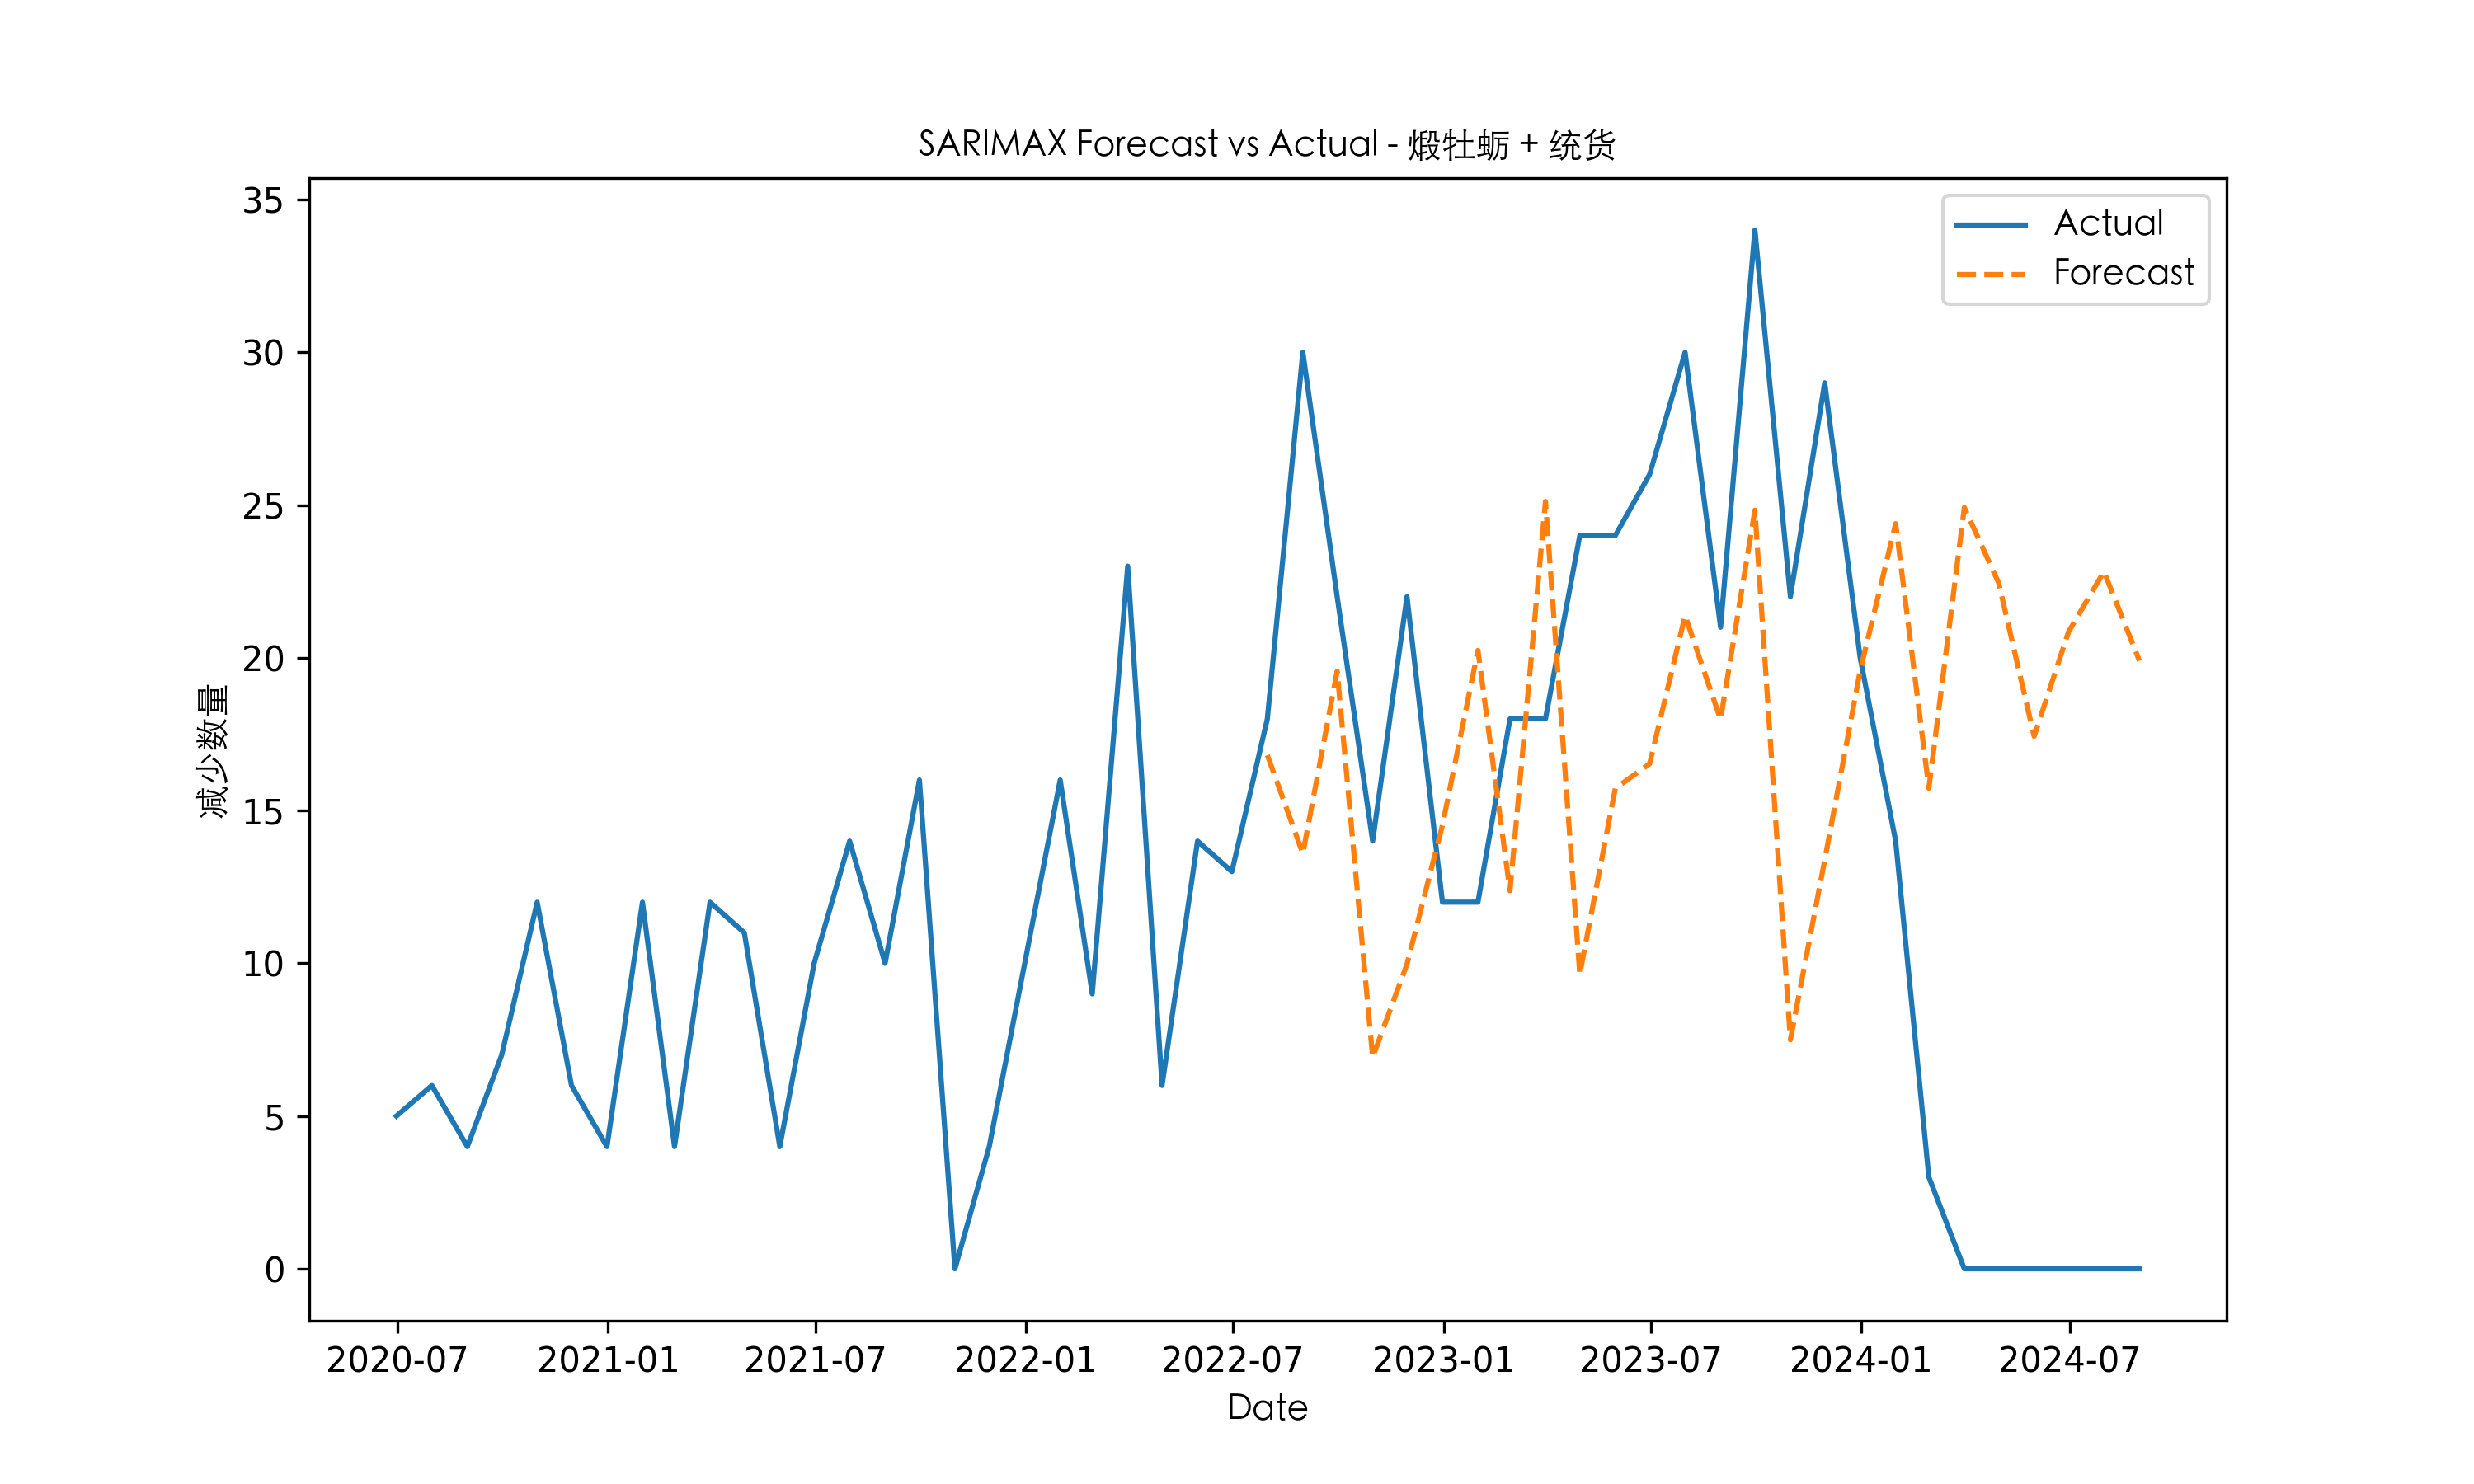 SARIMAX Forecast vs Actual - 煅牡蛎 + 统货
Actual
Forecast
减少数量
35
30
25
20
15
10
5
0
2020-07 2021-01 2021-07 2022-01 2022-07 2023-01 2023-07 2024-01 2024-07
Date